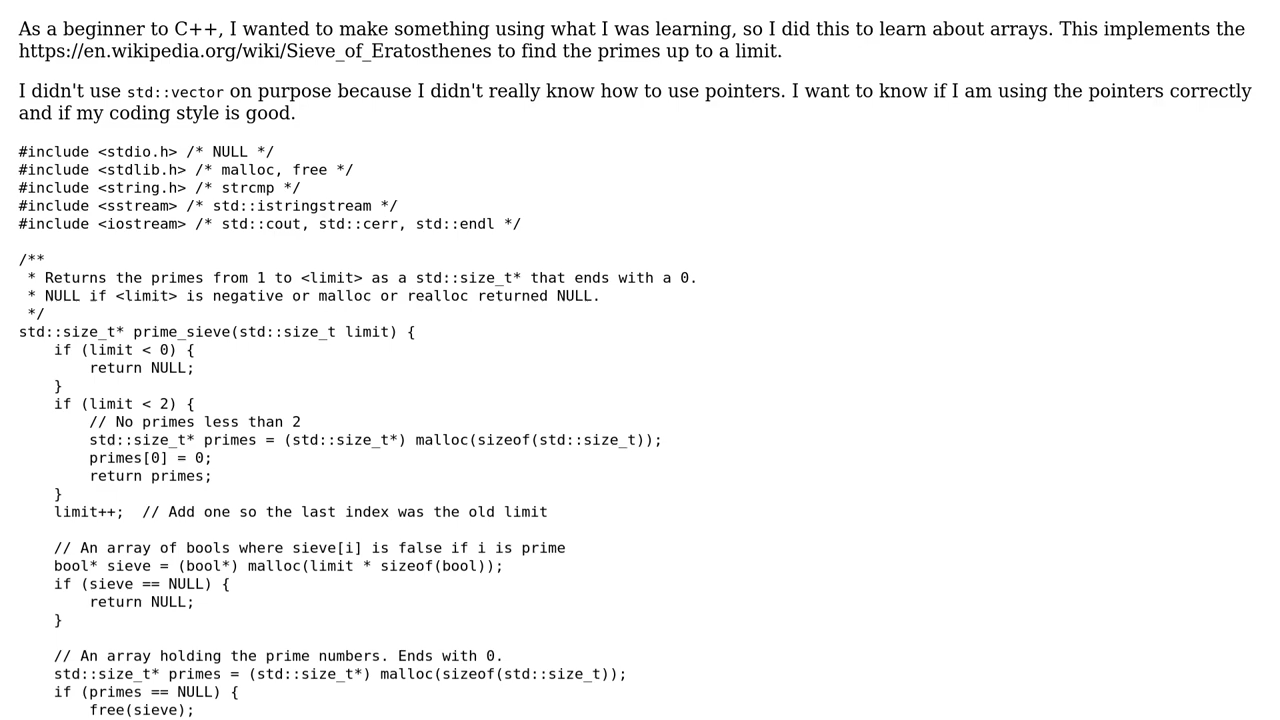 As a beginner to C++, I wanted to make something using what I was learning, so I did this to learn about arrays. This implements the
https://en.wikipedia.org/wiki/Sieve_of_Eratosthenes to find the primes up to a limit.
I didn't use std::vector on purpose because I didn't really know how to use pointers. I want to know if I am using the pointers correctly
and if my coding style is good.
#include <stdio.h> /* NULL */
#include <stdlib.h> /* malloc, free */
#include <string.h> /* strcmp */
#include <sstream> /* std::istringstream */
#include <iostream> /* std::cout, std::cerr, std::endl */
/**
 * Returns the primes from 1 to <limit> as a std::size_t* that ends with a 0.
 * NULL if <limit> is negative or malloc or realloc returned NULL.
 */
std::size_t* prime_sieve(std::size_t limit) {
    if (limit < 0) {
        return NULL;
    }
    if (limit < 2) {
        // No primes less than 2
        std::size_t* primes = (std::size_t*) malloc(sizeof(std::size_t));
        primes[0] = 0;
        return primes;
    }
    limit++;  // Add one so the last index was the old limit
    // An array of bools where sieve[i] is false if i is prime
    bool* sieve = (bool*) malloc(limit * sizeof(bool));
    if (sieve == NULL) {
        return NULL;
    }
    // An array holding the prime numbers. Ends with 0.
    std::size_t* primes = (std::size_t*) malloc(sizeof(std::size_t));
    if (primes == NULL) {
        free(sieve);